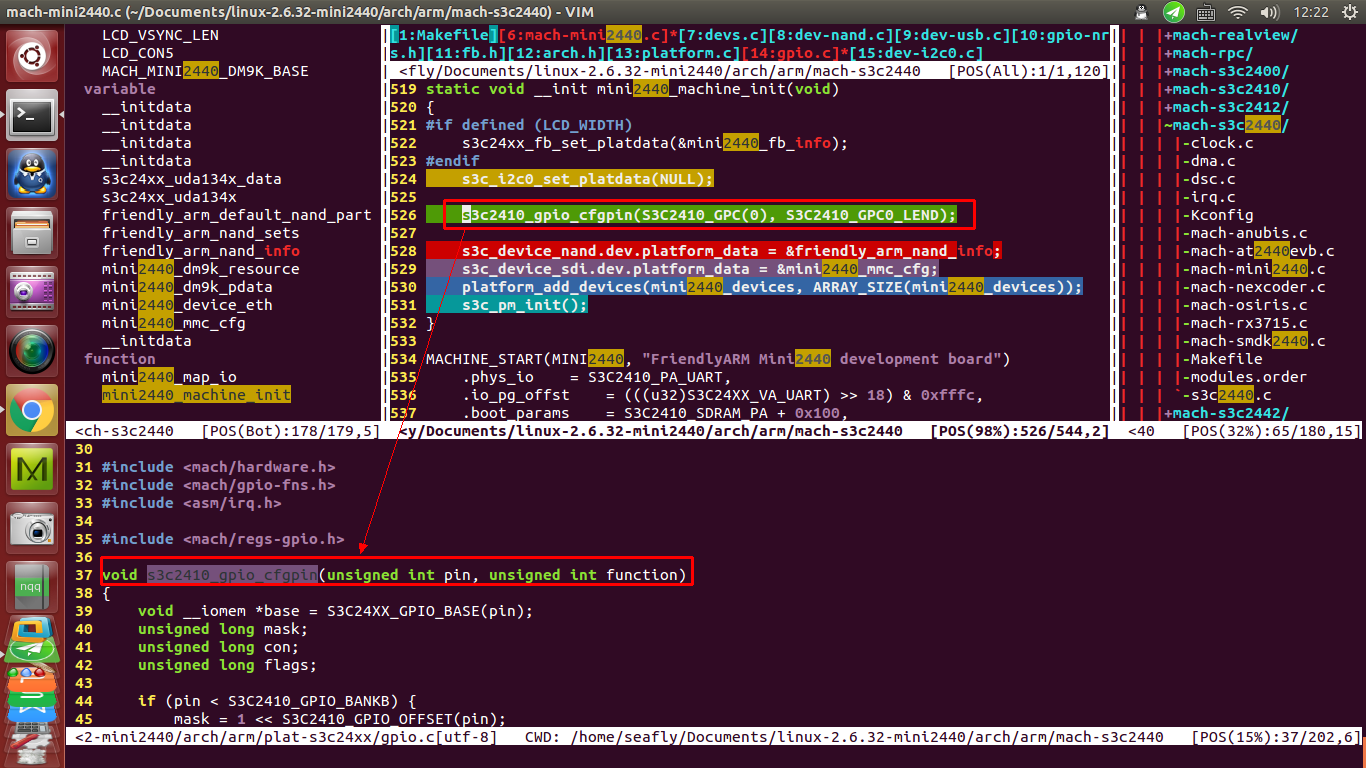 mach-mini2440.c (~/Documents/linux-2.6.32-mini2440/arch/arm/mach-s3c2440) - VIM
12:22
LCD_VSYNC_LEN
LCD_CON5
MACH_MINI2440_DM9K_BASE
variable
__initdata
__initdata
__initdata
__initdata
s3c24xx_uda134x_data
s3c24xx_uda134x
friendly_arm_default_nand_part
friendly_arm_nand_sets
friendly_arm_nand_info
mini2440_dm9k_resource
mini2440_dm9k_pdata
mini2440_device_eth
mini2440_mmc_cfg
__initdata
function
mini2440_map_io
mini2440_machine_init
<ch-s3c2440 [POS(Bot):178/179,5]
[1:Makefile][6:mach-mini2440.c]*[7:devs.c][8:dev-nand.c][9:dev-usb.c][10:gpio-nr
s.h][11:fb.h][12:arch.h][13:platform.c][14:gpio.c]*[15:dev-i2c0.c]
<fly/Documents/linux-2.6.32-mini2440/arch/arm/mach-s3c2440 [POS(All):1/1,120]
519 static void __init mini2440_machine_init(void)
520 {
521 #if defined (LCD_WIDTH)
522 s3c24xx_fb_set_platdata(&mini2440_fb_info);
523 #endif
524 s3c_i2c0_set_platdata(NULL);
525
526 s3c2410_gpio_cfgpin(S3C2410_GPC(0), S3C2410_GPC0_LEND);
527
528 s3c_device_nand.dev.platform_data = &friendly_arm_nand_info;
529 s3c_device_sdi.dev.platform_data = &mini2440_mmc_cfg;
530 platform_add_devices(mini2440_devices, ARRAY_SIZE(mini2440_devices));
531 s3c_pm_init();
532 }
533
534 MACHINE_START(MINI2440, "FriendlyARM Mini2440 development board")
535 .phys_io = S3C2410_PA_UART,
536 .io_pg_offst = (((u32)S3C24XX_VA_UART) >> 18) & 0xfffc,
537 .boot_params = S3C2410_SDRAM_PA + 0x100,
<y/Documents/linux-2.6.32-mini2440/arch/arm/mach-s3c2440 [POS(98%):526/544,2]
| | |+mach-realview/
| | |+mach-rpc/
| | |+mach-s3c2400/
| | |+mach-s3c2410/
| | |+mach-s3c2412/
| | |~mach-s3c2440/
| | | |-clock.c
| | | |-dma.c
| | | |-dsc.c
| | | |-irq.c
| | | |-Kconfig
| | | |-mach-anubis.c
| | | |-mach-at2440evb.c
| | | |-mach-mini2440.c
| | | |-mach-nexcoder.c
| | | |-mach-osiris.c
| | | |-mach-rx3715.c
| | | |-mach-smdk2440.c
| | | |-Makefile
| | | |-modules.order
| | | |-s3c2440.c
| | |+mach-s3c2442/
<40 [POS(32%):65/180,15]
30
31 #include <mach/hardware.h>
32 #include <mach/gpio-fns.h>
33 #include <asm/irq.h>
34
35 #include <mach/regs-gpio.h>
36
37 void s3c2410_gpio_cfgpin(unsigned int pin, unsigned int function)
38 {
39 void __iomem *base = S3C24XX_GPIO_BASE(pin);
40 unsigned long mask;
41 unsigned long con;
42 unsigned long flags;
43
44 if (pin < S3C2410_GPIO_BANKB) {
45 mask = 1 << S3C2410_GPIO_OFFSET(pin);
<2-mini2440/arch/arm/plat-s3c24xx/gpio.c[utf-8] CWD: /home/seafly/Documents/linux-2.6.32-mini2440/arch/arm/mach-s3c2440 [POS(15%):37/202,6]
nqq